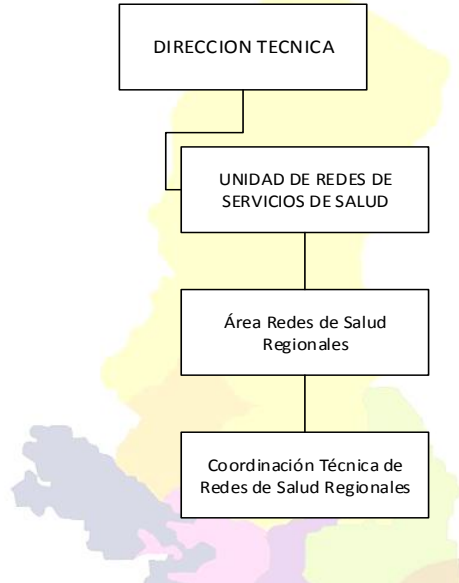 DIRECCION TECNICA
UNIDAD DE REDES DE
SERVICIOS DE SALUD
Área Redes de Salud
Regionales
Coordinación Técnica de
Redes de Salud Regionales